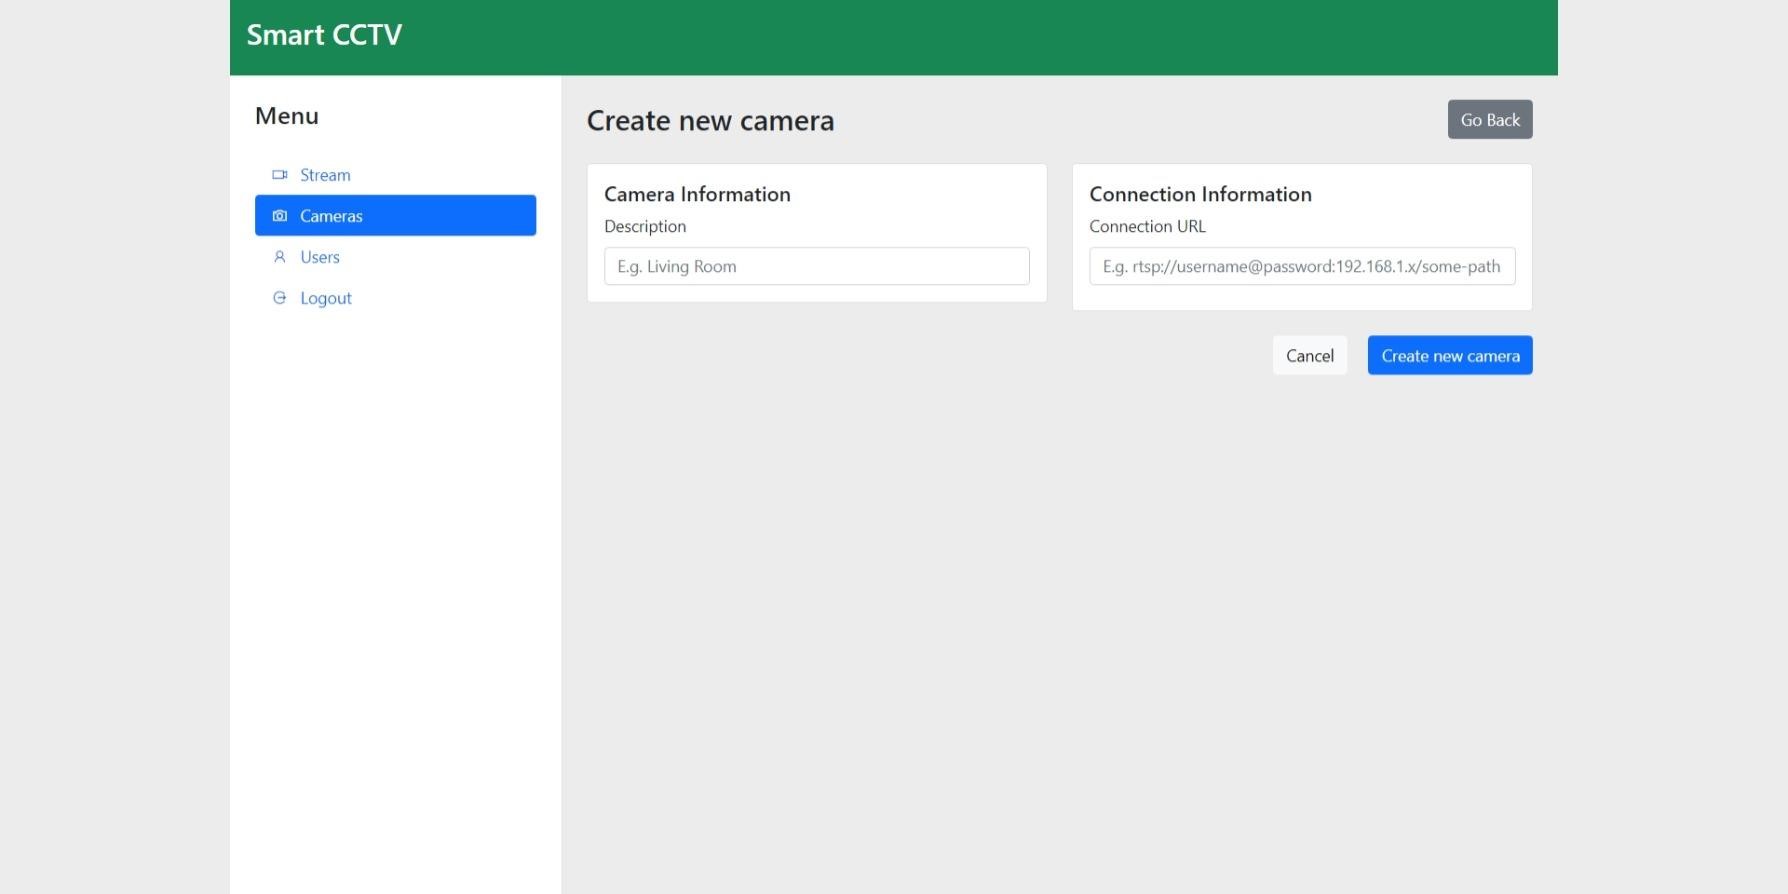 Smart CCTV
Menu
Stream
Cameras
Users
Logout
Create new camera
Go Back
Camera Information
Description
E.g. Living Room
Connection Information
Connection URL
E.g. rtsp://username@password:192.168.1.x/some-path
Cancel
Create new camera